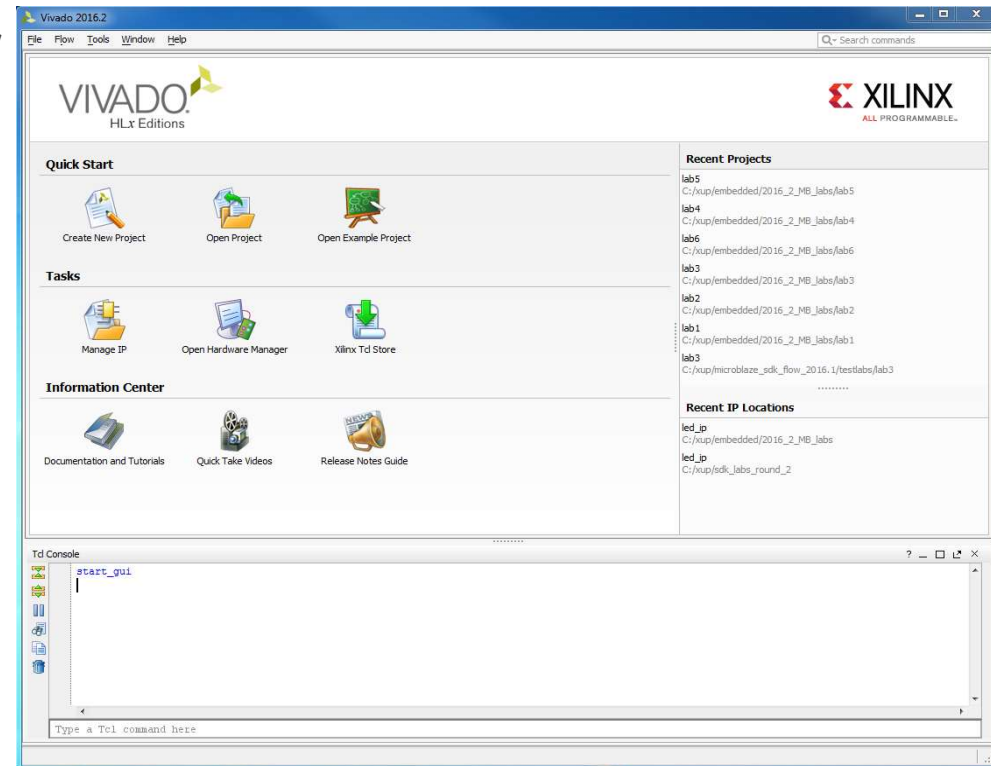 Vivado 2016.2
File Flow Tools Window Help
Search commands
VIVADO
HLx Editions
XILINX
ALL PROGRAMMABLE.
Quick Start
Create New Project
Open Project
Open Example Project
Tasks
Manage IP
Open Hardware Manager
Xilinx Tcl Store
Information Center
Documentation and Tutorials
Quick Take Videos
Release Notes Guide
Recent Projects
lab5
C:/xup/embedded/2016_2_MB_labs/lab5
lab4
C:/xup/embedded/2016_2_MB_labs/lab4
lab6
C:/xup/embedded/2016_2_MB_labs/lab6
lab3
C:/xup/embedded/2016_2_MB_labs/lab3
lab2
C:/xup/embedded/2016_2_MB_labs/lab2
lab1
C:/xup/embedded/2016_2_MB_labs/lab1
lab3
C:/xup/microblaze_sdk_flow_2016.1/testlabs/lab3
Recent IP Locations
led_ip
C:/xup/embedded/2016_2_MB_labs
led_ip
C:/xup/sdk_labs_round_2
Tcl Console
start_gui
Type a Tcl command here